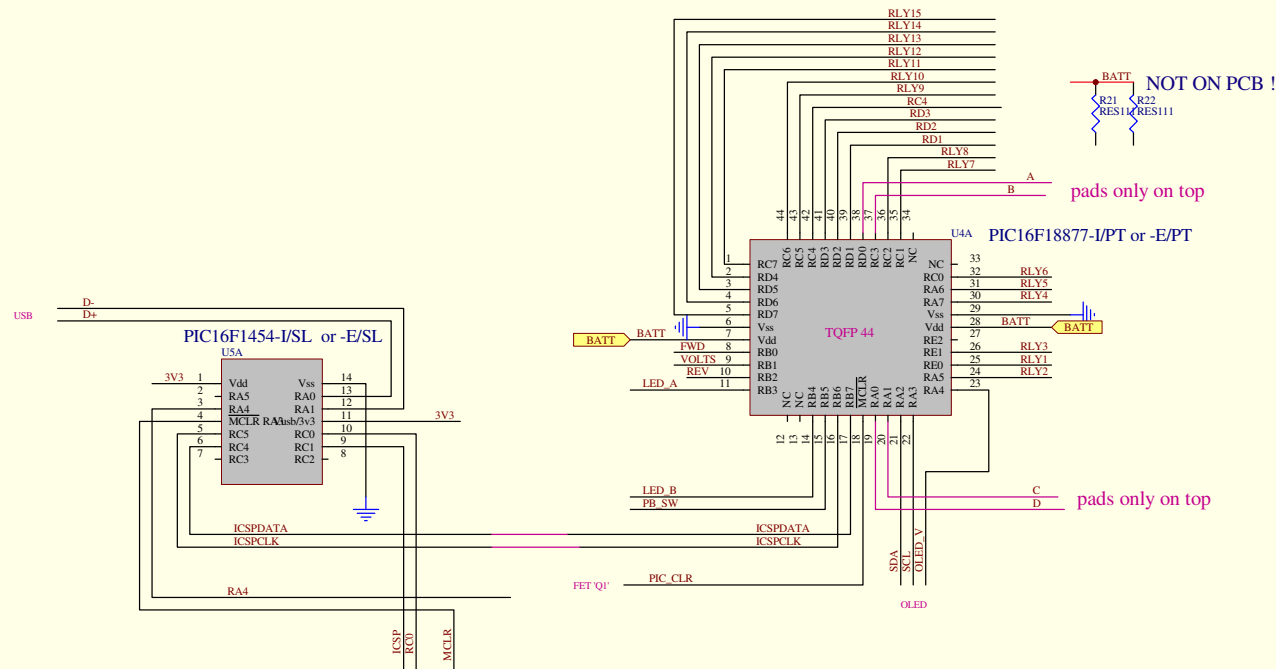 RLY15
RLY14
RLY13
RLY12
RLY11
RLY10
RLY9
RC4
RD3
RD2
RD1
RLY8
RLY7
A
B
pads only on top
BATT
NOT ON PCB !
R21
R22
RES111
RES111
44
43
42
41
40
39
38
37
36
35
34
U4A
PIC16F18877-I/PT or -E/PT
RC6
RC5
RC4
RD3
RD2
RD1
RD0
RC3
RC2
RC1
NC
1 RC7
2 RD4
3 RD5
4 RD6
5 RD7
6 Vss
7 Vdd
8 RB0
9 RB1
10 RB2
11 RB3
NC 33
RC0 32 RLY6
RA6 31 RLY5
RA7 30 RLY4
Vss 29
Vdd 28 BATT BATT
RE2 27
RE1 26 RLY3
RE0 25 RLY1
RA5 24 RLY2
RA4 23
TQFP 44
BATT BATT
FWD
VOLTS
REV
LED_A
NC
NC
RB4
RB5
RB6
RB7
MCLR
RA0
RA1
RA2
RA3
12
13
14
15
16
17
18
19
20
21
22
LED_B
PB_SW
C
D
pads only on top
USB
D-
D+
PIC16F1454-I/SL or -E/SL
U5A
3V3 1 Vdd
2 RA5
3 RA4
4 MCLR
5 RC5
6 RC4
7 RC3
Vss 14
RA0 13
RA1 12
Vusb/3v3 11 3V3
RC0 10
RC1 9
RC2 8
ICSPDATA ICSPDATA
ICSPCLK ICSPCLK
FET 'Q1' PIC_CLR
SDA
SCL
OLED_V
OLED
RA4
ICSP
RC0
MCLR